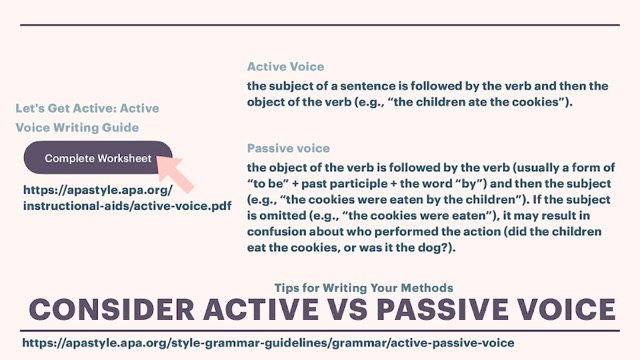 Let's Get Active: Active
Voice Writing Guide
Complete Worksheet
https://apastyle.apa.org/
instructional-aids/active-voice.pdf
Active Voice
the subject of a sentence is followed by the verb and then the
object of the verb (e.g., “the children ate the cookies”).
Passive voice
the object of the verb is followed by the verb (usually a form of
“to be” + past participle + the word “by”) and then the subject
(e.g., “the cookies were eaten by the children”). If the subject
is omitted (e.g., “the cookies were eaten”), it may result in
confusion about who performed the action (did the children
eat the cookies, or was it the dog?).
Tips for Writing Your Methods
CONSIDER ACTIVE VS PASSIVE VOICE
https://apastyle.apa.org/style-grammar-guidelines/grammar/active-passive-voice